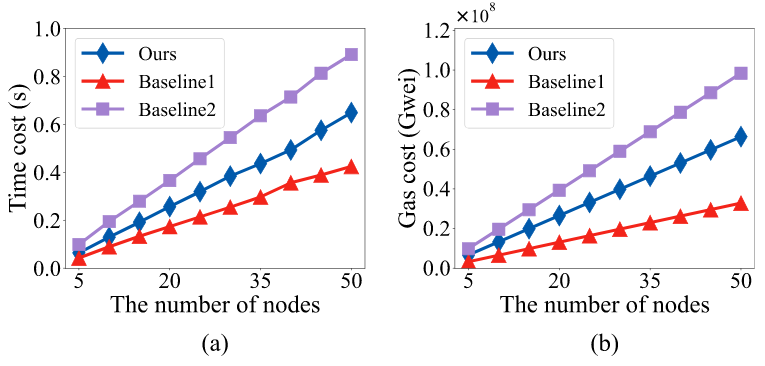 Ours
Baseline1
Baseline2
1.0
0.8
0.6
0.4
0.2
0.0
Time cost (s)
5 20 35 50
The number of nodes
(a)
×10⁸
Ours
Baseline1
Baseline2
1.2
1.0
0.8
0.6
0.4
0.2
0.0
Gas cost (Gwei)
5 20 35 50
The number of nodes
(b)